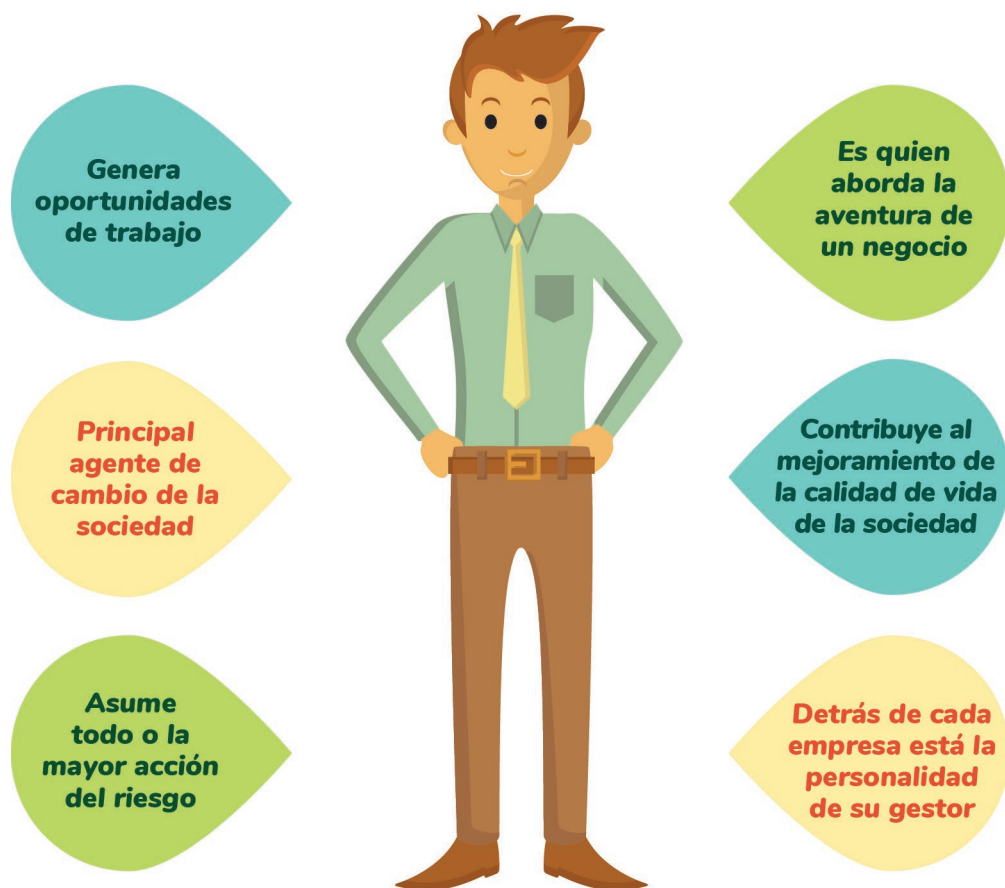 Genera
oportunidades
de trabajo
Es quien
aborda la
aventura de
un negocio
Principal
agente de
cambio de la
sociedad
Contribuye al
mejoramiento de
la calidad de vida
de la sociedad
Asume
todo o la
mayor acción
del riesgo
Detrás de cada
empresa está la
personalidad
de su gestor